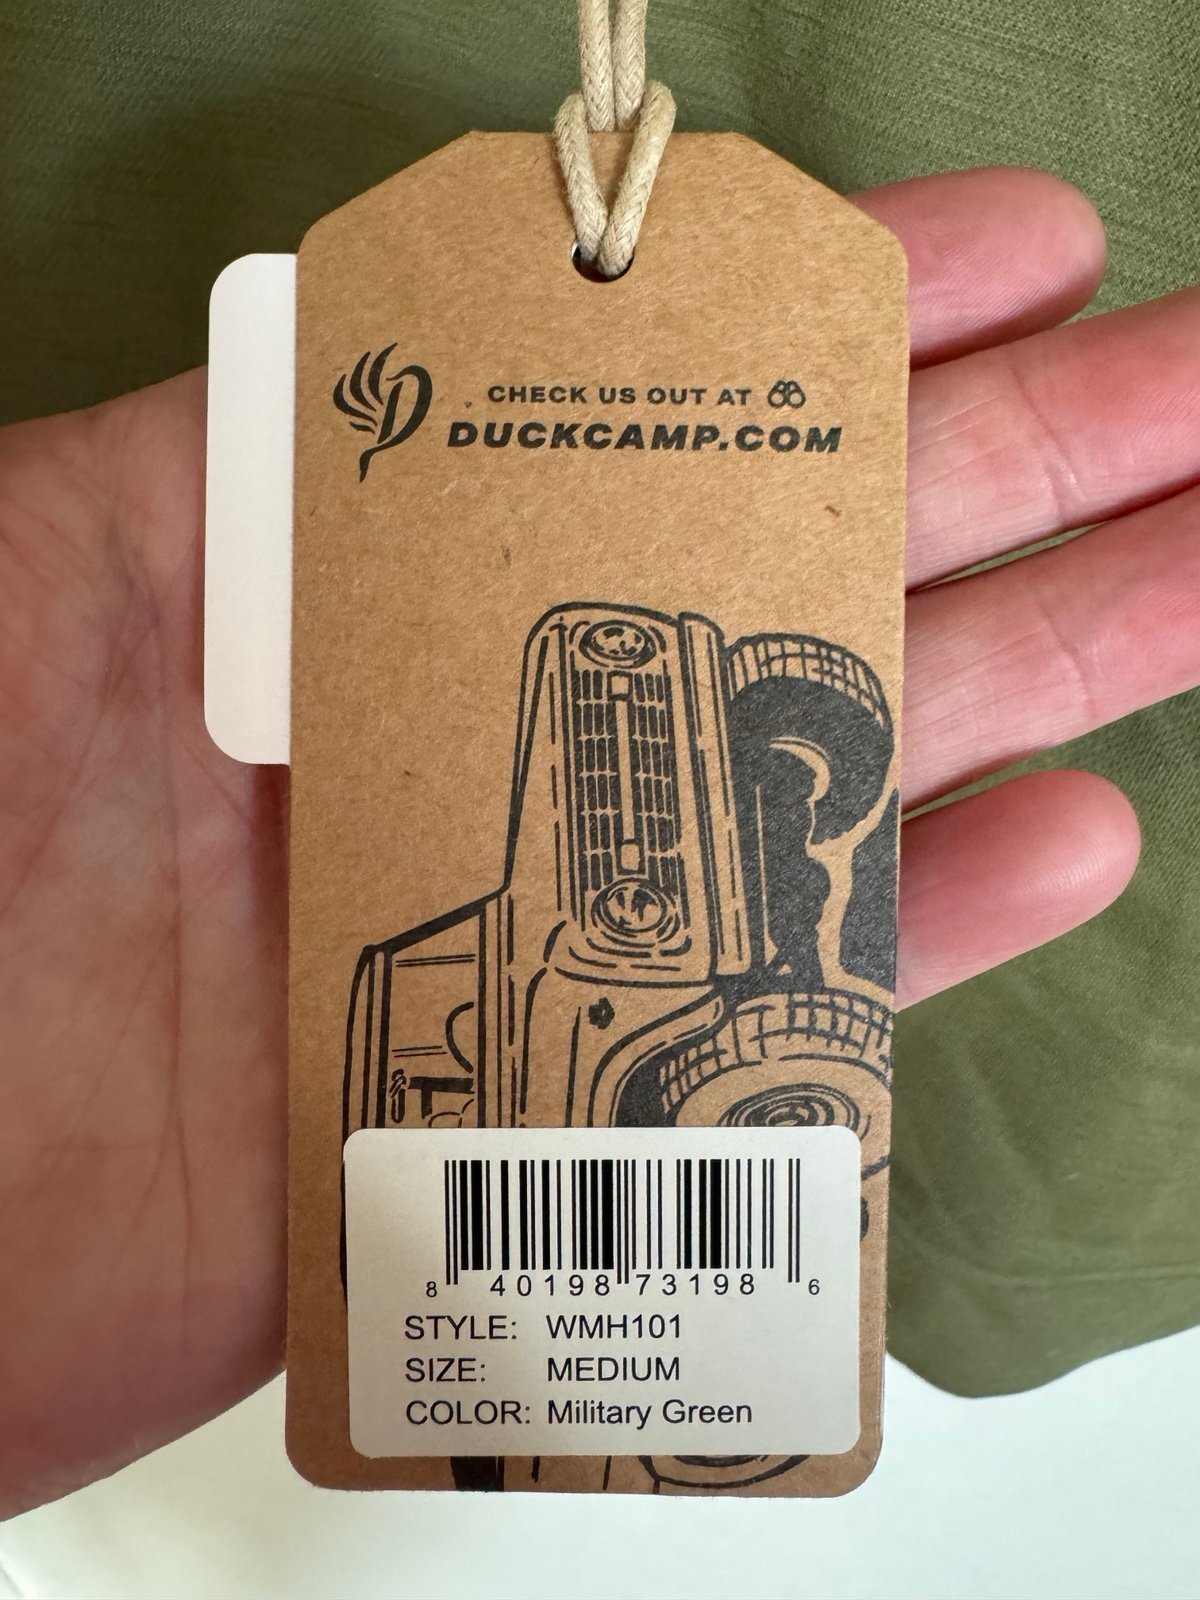 CHECK US OUT AT
DUCKCAMP.COM
8 40198 73198 6
STYLE: WMH101
SIZE: MEDIUM
COLOR: Military Green